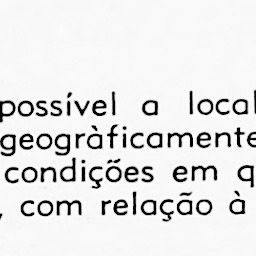 possível a local
geogràficamente
condições em q
, com relação à